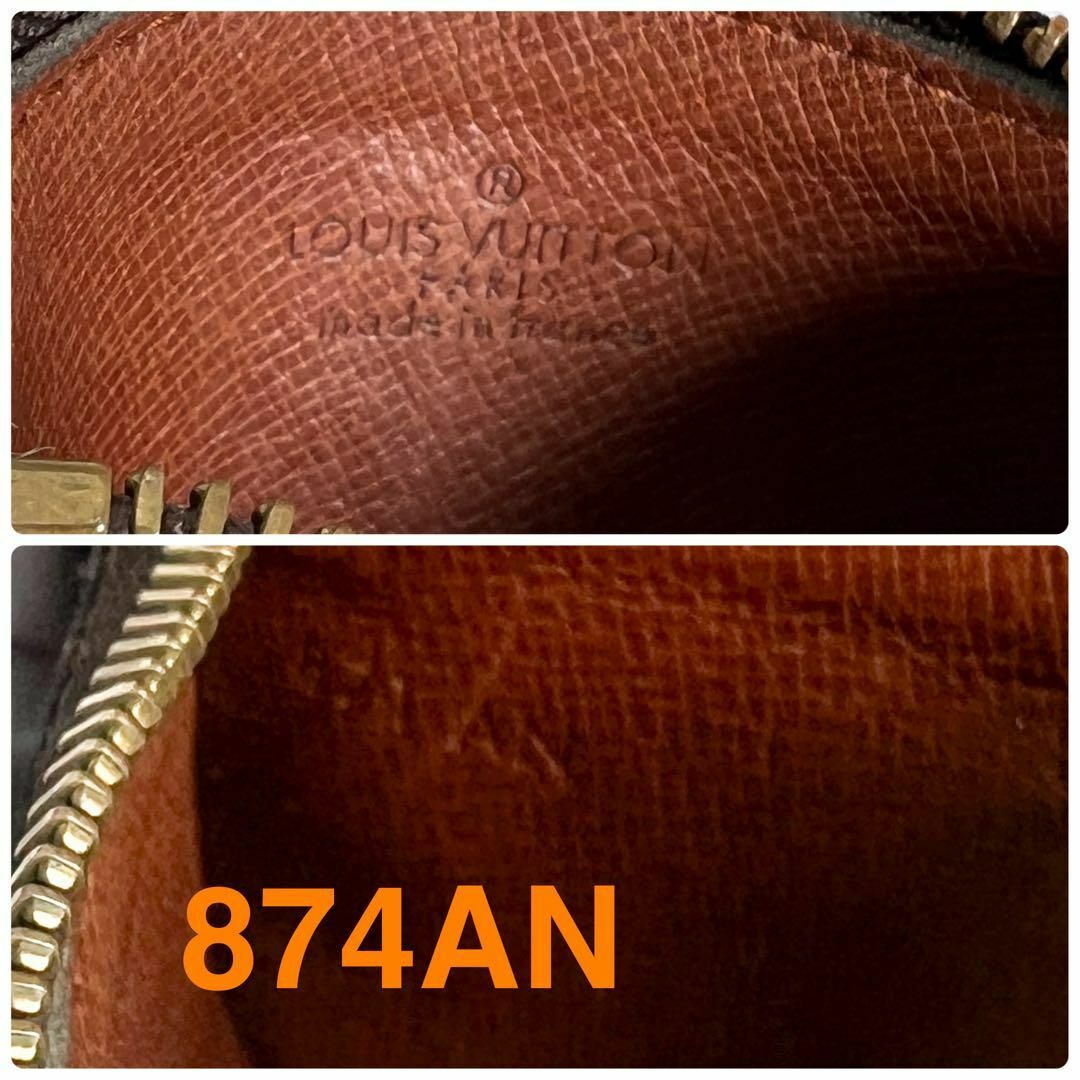 ®
LOUIS VUITTON
PARIS
made in france
874AN